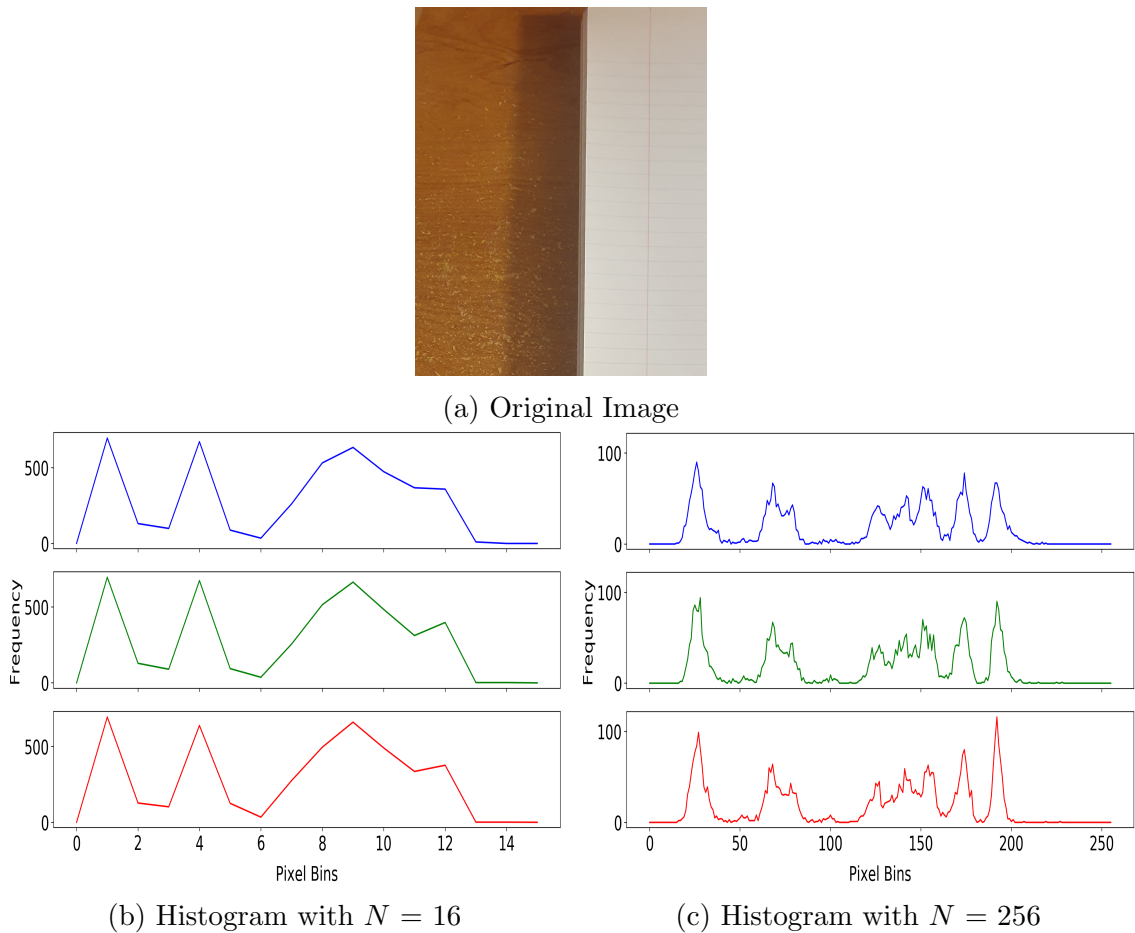 (a) Original Image
500
0
500
0
500
0
Frequency
0 2 4 6 8 10 12 14
Pixel Bins
100
0
100
0
100
0
Frequency
0 50 100 150 200 250
Pixel Bins
(b) Histogram with N = 16
(c) Histogram with N = 256